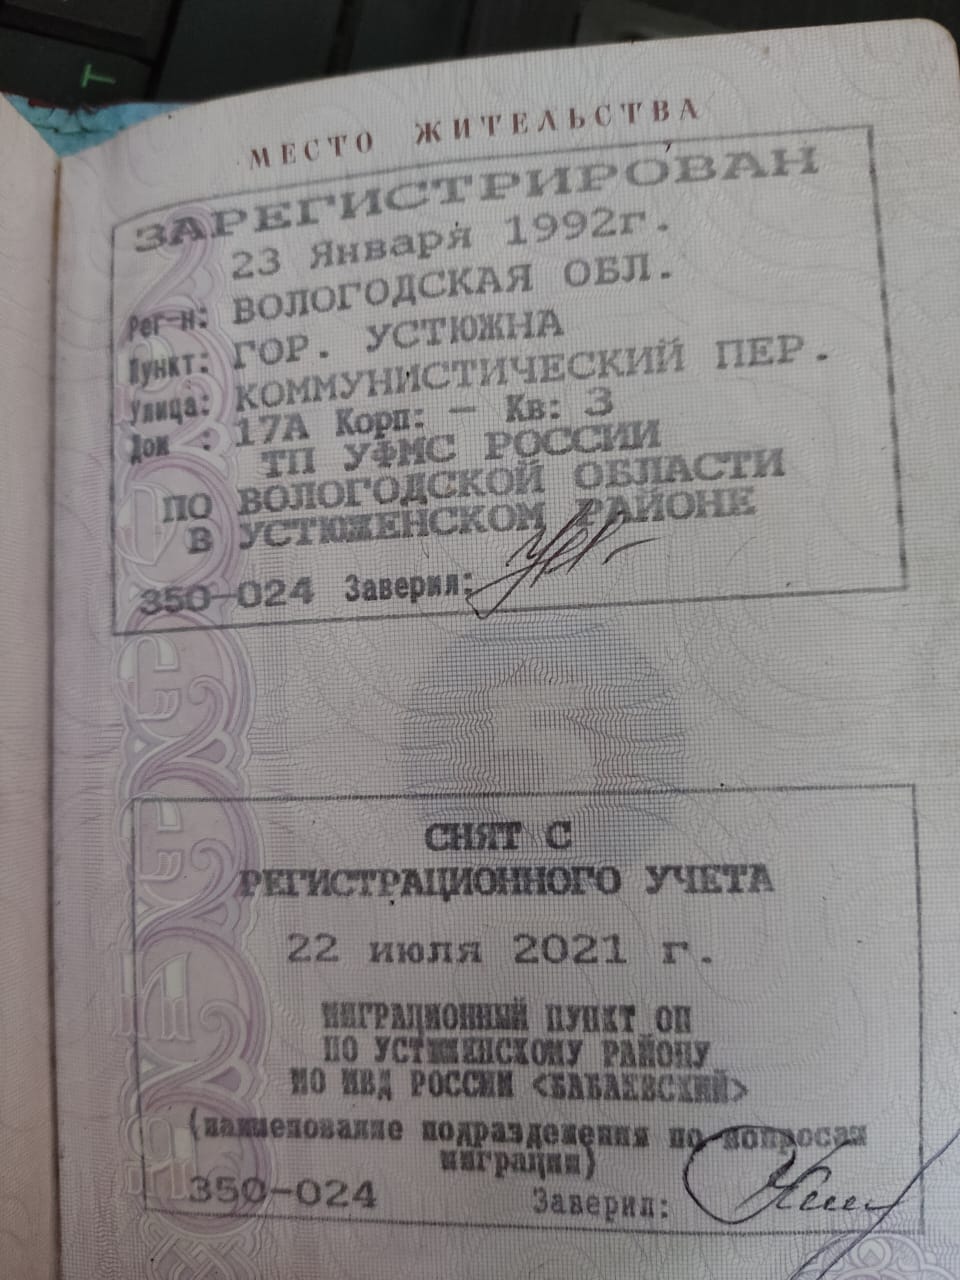 Т
МЕСТО ЖИТЕЛЬСТВА
ЗАРЕГИСТРИРОВАН
23 Января 1992г.
Рег-н: ВОЛОГОДСКАЯ ОБЛ.
Пункт: ГОР. УСТЮЖНА
Улица: КОММУНИСТИЧЕСКИЙ ПЕР.
Дом : 17А Корп: - Кв: 3
ТП УФМС РОССИИ
ПО ВОЛОГОДСКОЙ ОБЛАСТИ
В УСТЮЖЕНСКОМ РАЙОНЕ
350-024 Заверил:
СНЯТ С
РЕГИСТРАЦИОННОГО УЧЕТА
22 июля 2021 г.
МИГРАЦИОННЫЙ ПУНКТ ОП
ПО УСТЮЖЕНСКОМУ РАЙОНУ
МО МВД РОССИИ <БАБАЕВСКИЙ>
(наименование подразделения по вопросам
миграции)
350-024 Заверил: